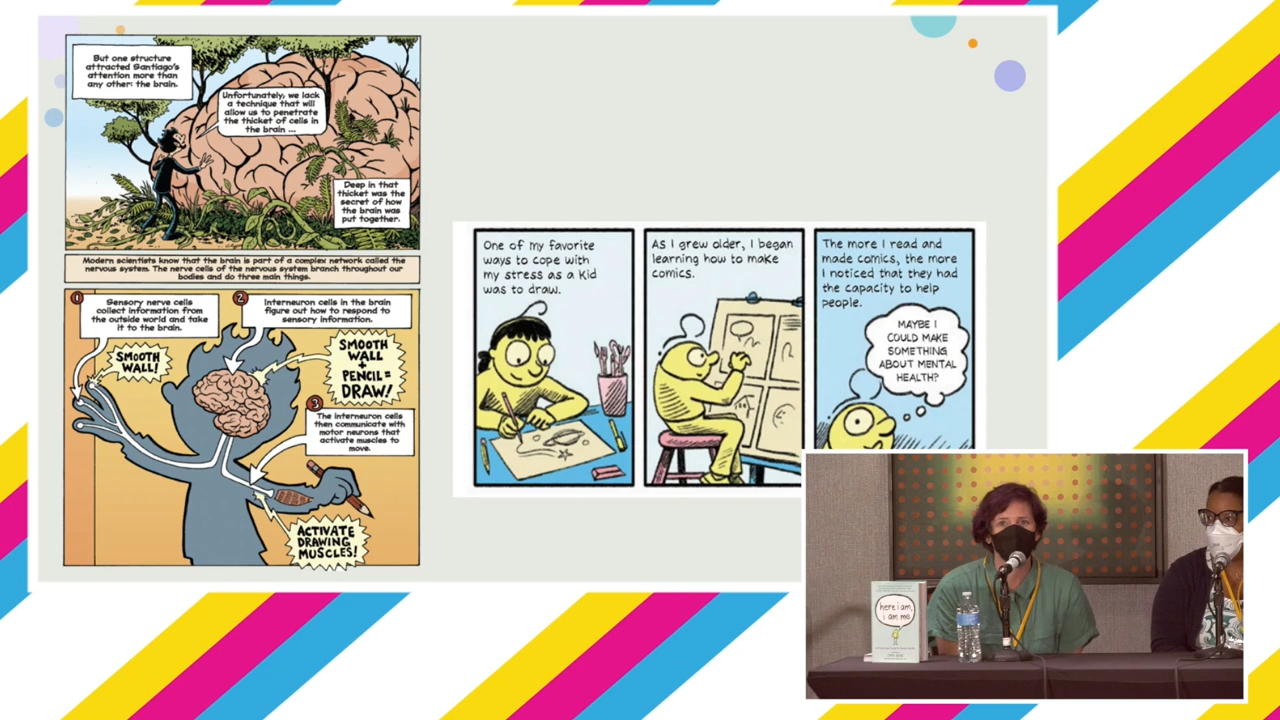 But one structure
attracted Santiago's
attention more than
any other: the brain.
Unfortunately, we lack
a technique that will
allow us to penetrate
the thicket of cells in
the brain ...
Deep in that
thicket was the
secret of how
the brain was
put together.
Modern scientists know that the brain is part of a complex network called the
nervous system. The nerve cells of the nervous system branch throughout our
bodies and do three main things.
1
Sensory nerve cells
collect information from
the outside world and take
it to the brain.
2
Interneuron cells in the brain
figure out how to respond to
sensory information.
SMOOTH
WALL!
SMOOTH
WALL
+
PENCIL =
DRAW!
3
The interneuron cells
then communicate with
motor neurons that
activate muscles to
move.
ACTIVATE
DRAWING
MUSCLES!
One of my favorite
ways to cope with
my stress as a kid
was to draw.
As I grew older, I began
learning how to make
comics.
The more I read and
made comics, the more
I noticed that they had
the capacity to help
people.
MAYBE I
COULD MAKE
SOMETHING
ABOUT MENTAL
HEALTH?
here i am,
i am me